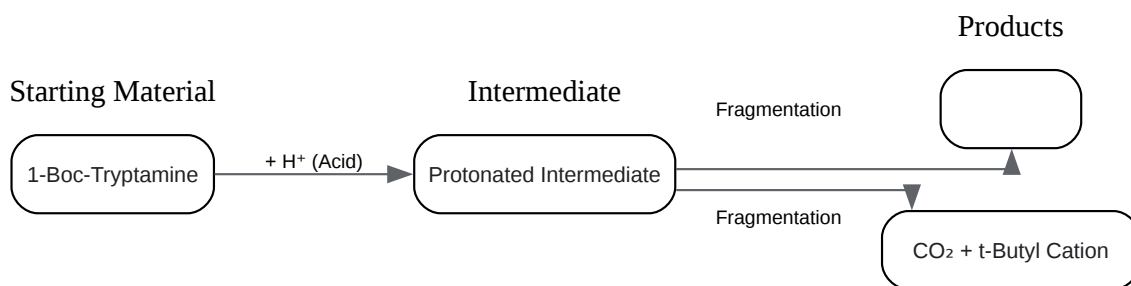 Products
Starting Material
Intermediate
Fragmentation
1-Boc-Tryptamine
+ H⁺ (Acid)
Protonated Intermediate
Fragmentation
CO₂ + t-Butyl Cation